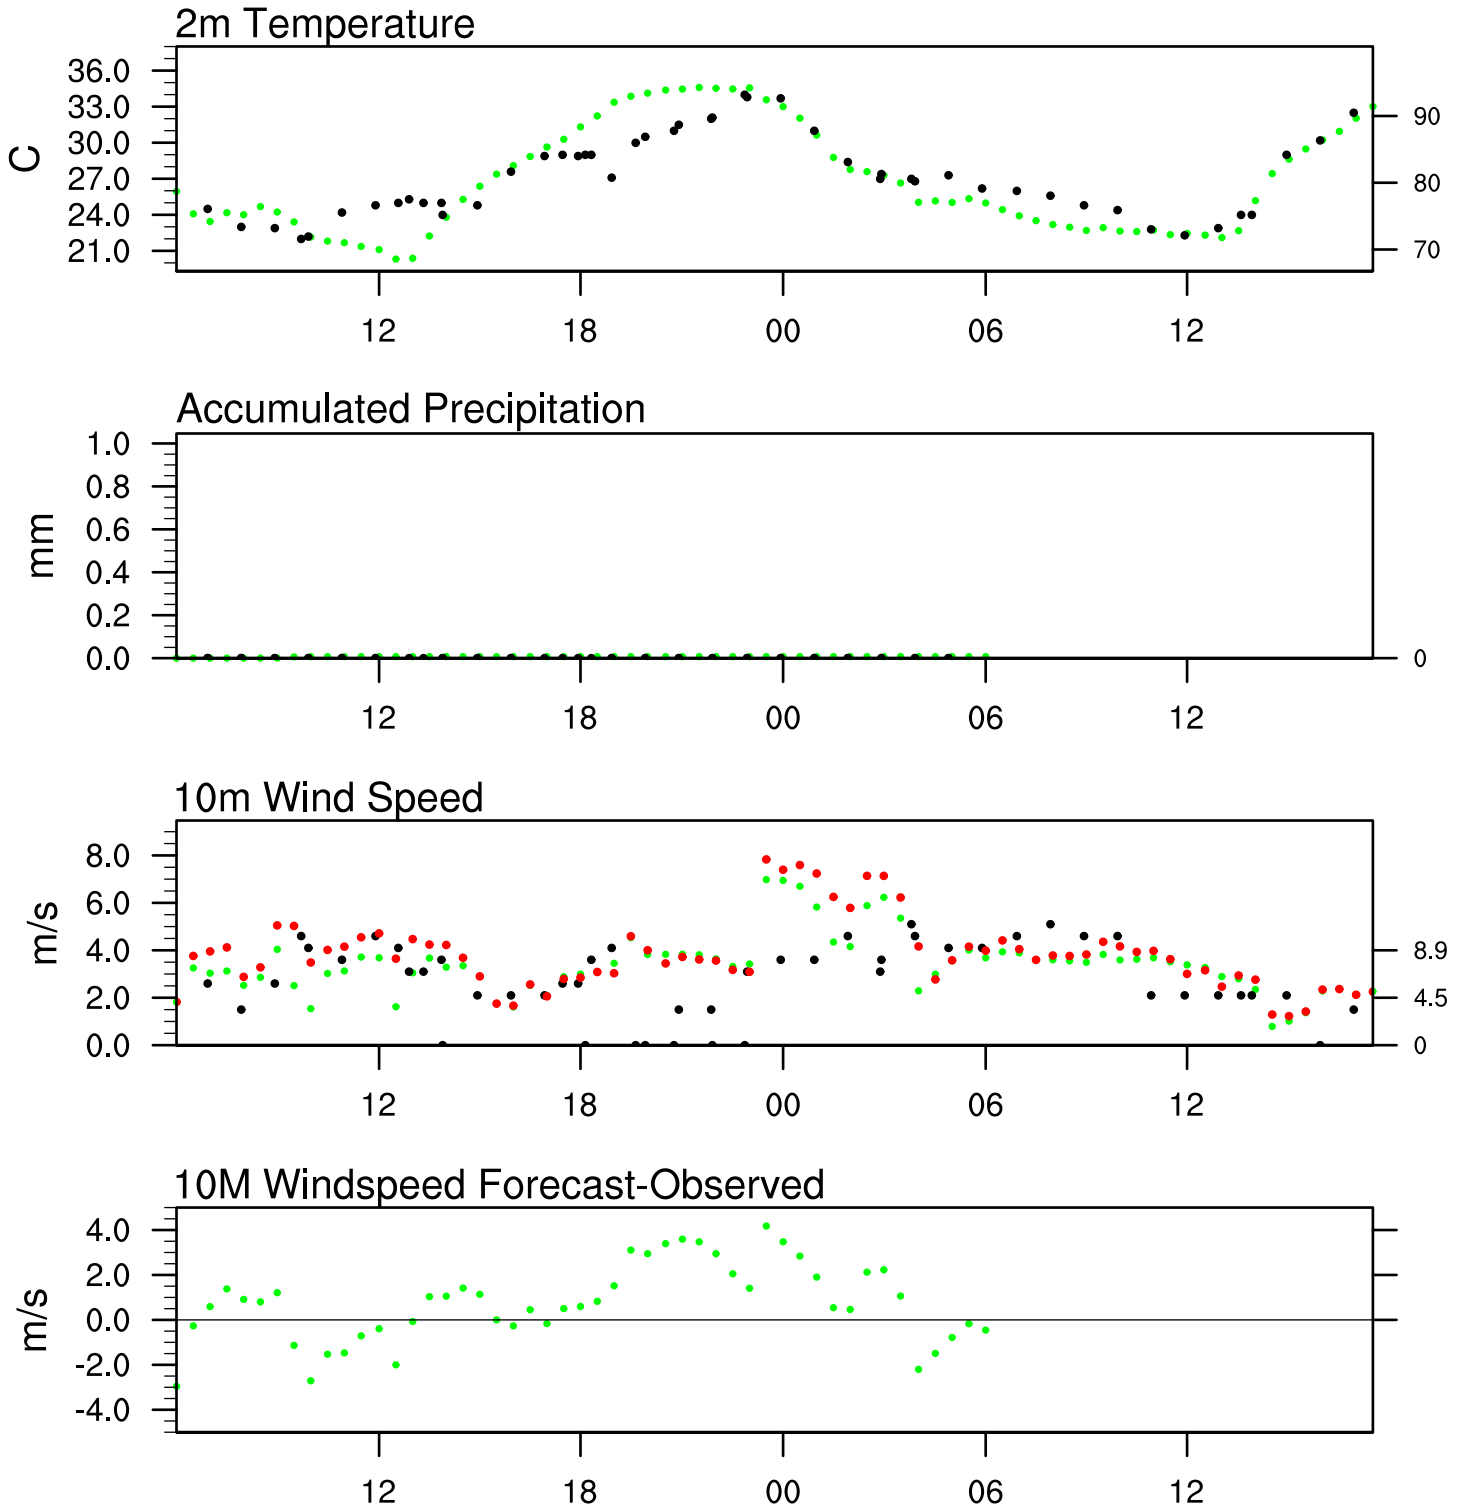 2m Temperature
36.0
33.0
30.0
27.0
24.0
21.0
C
90
80
70
12 18 00 06 12
Accumulated Precipitation
1.0
0.8
0.6
0.4
0.2
0.0
mm
0
12 18 00 06 12
10m Wind Speed
8.0
6.0
4.0
2.0
0.0
m/s
8.9
4.5
0
12 18 00 06 12
10M Windspeed Forecast-Observed
4.0
2.0
0.0
-2.0
-4.0
m/s
12 18 00 06 12